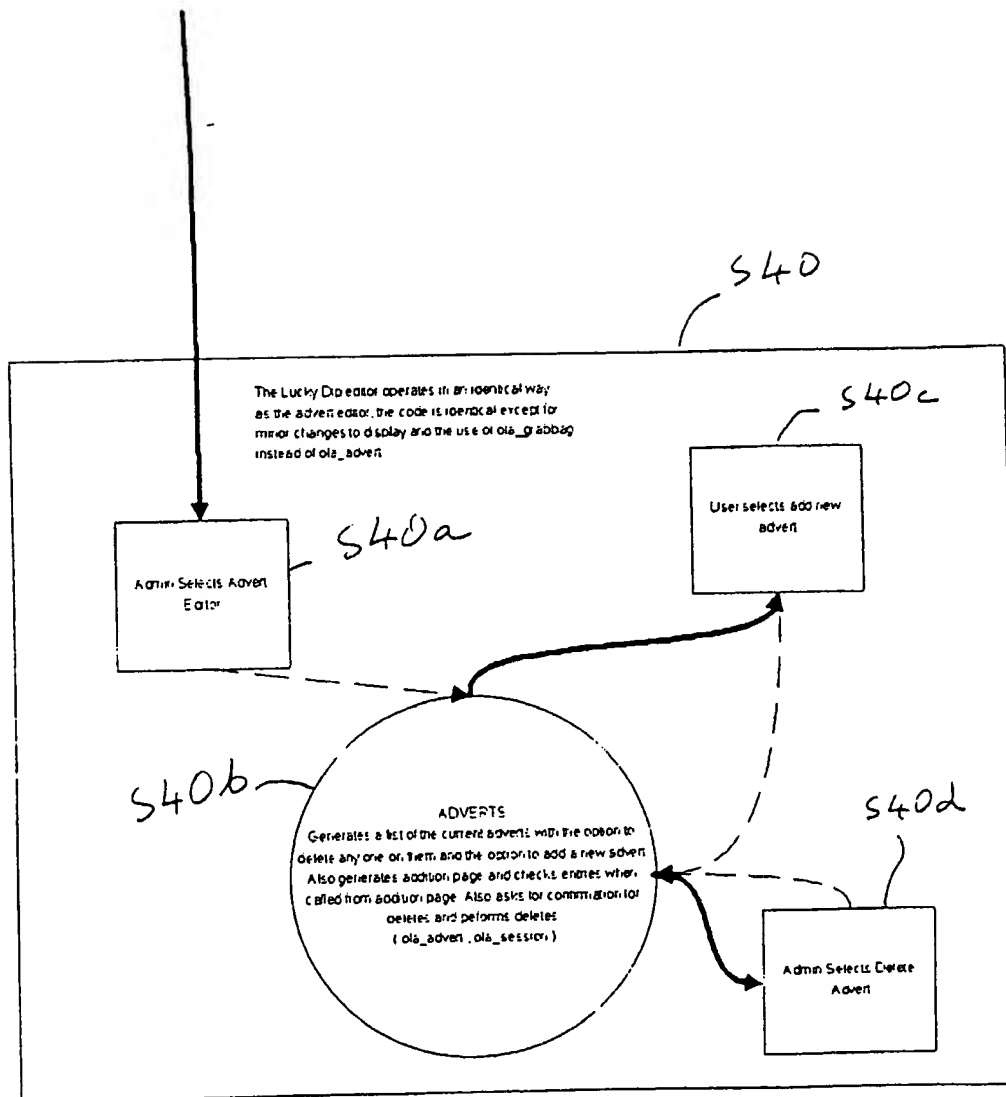 S40
The Lucky Dip editor operates in an identical way
as the advert editor, the code is identical except for
minor changes to display and the use of ola_grabbag
instead of ola_advert
S40c
User selects add new
advert
S40a
Admin Selects Advert
Editor
S40b
ADVERTS
Generates a list of the current adverts with the option to
delete any one on them and the option to add a new advert
Also generates addition page and checks entries when
called from addition page. Also asks for confirmation for
deletes and peforms deletes
( ola_advert , ola_session )
S40d
Admin Selects Delete
Advert